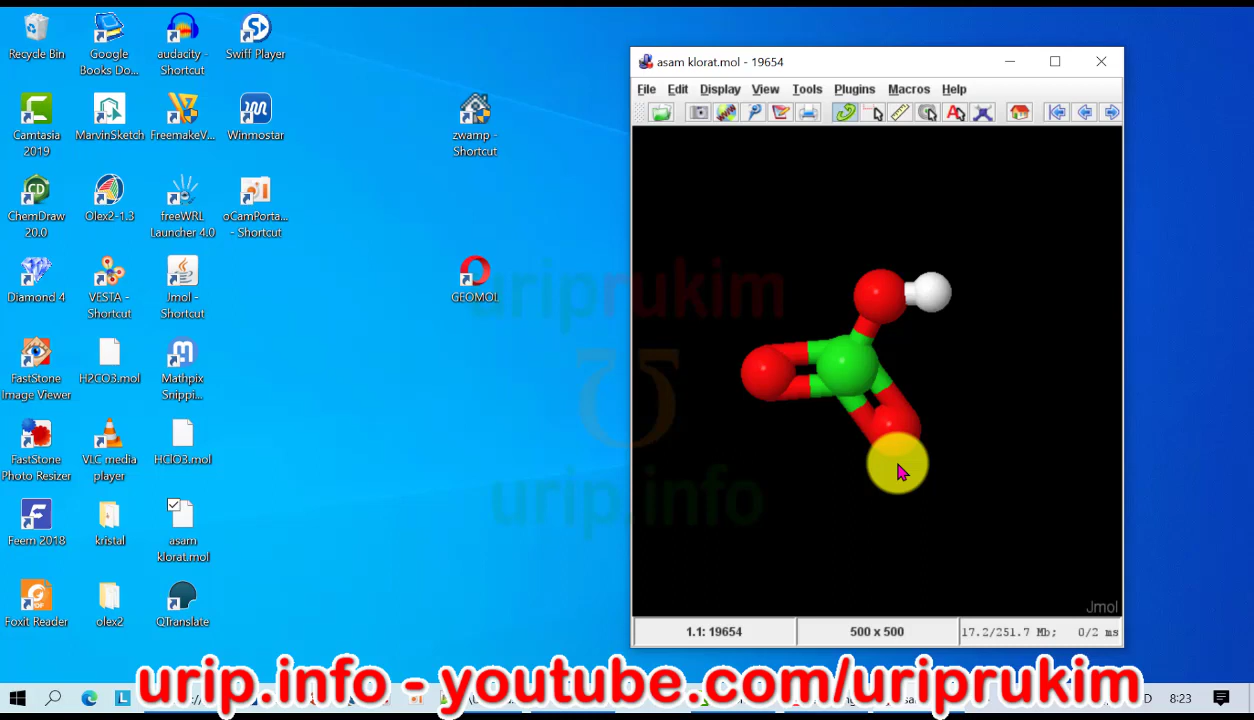 Recycle Bin
Google
Books Do...
audacity -
Shortcut
Swiff Player
Camtasia
2019
MarvinSketch
FreemakeV...
Winmostar
zwamp -
Shortcut
ChemDraw
20.0
Olex2-1.3
freeWRL
Launcher 4.0
oCamPorta...
- Shortcut
Diamond 4
VESTA -
Shortcut
Jmol -
Shortcut
GEOMOL
FastStone
Image Viewer
H2CO3.mol
Mathpix
Snippi...
FastStone
Photo Resizer
VLC media
player
HClO3.mol
Feem 2018
kristal
asam
klorat.mol
Foxit Reader
olex2
QTranslate
asam klorat.mol - 19654
File Edit Display View Tools Plugins Macros Help
uriprukim
urip.info
Jmol
1.1: 19654
500 x 500
17.2/251.7 Mb; 0/2 ms
urip.info - youtube.com/uriprukim
8:23